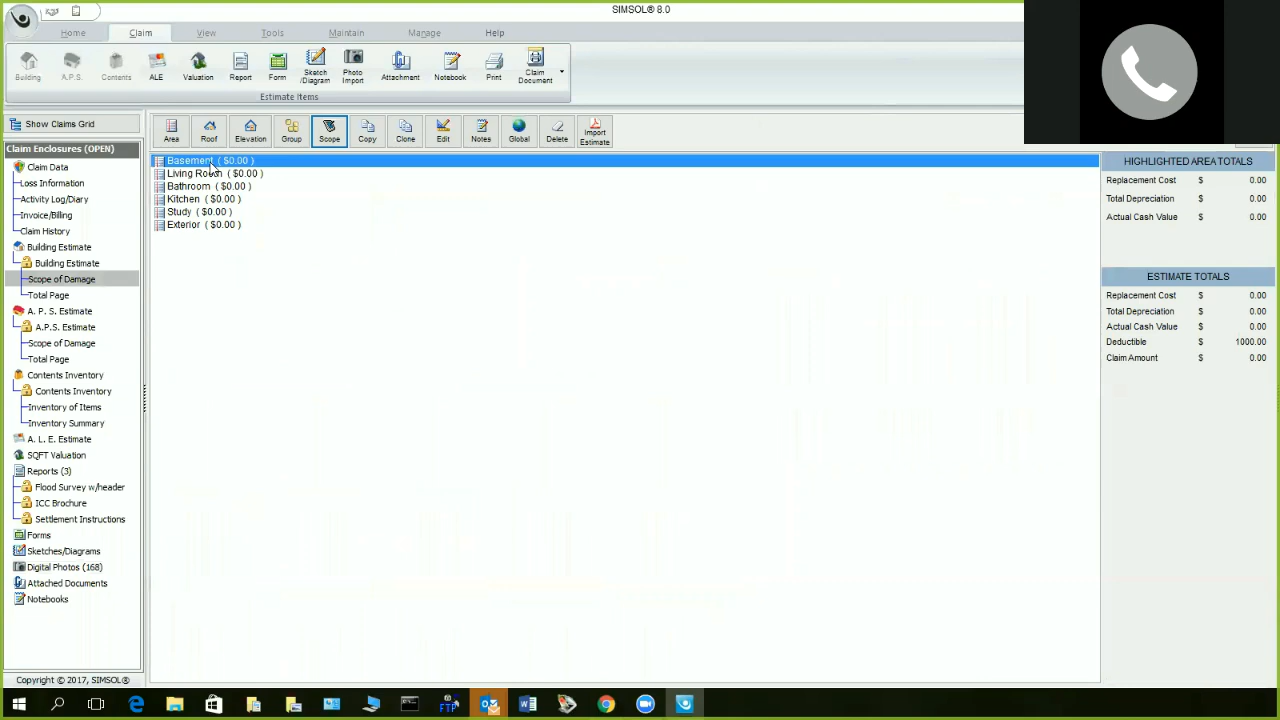 SIMSOL® 8.0
Home Claim View Tools Maintain Manage Help
Building A.P.S. Contents ALE Valuation Report Form Sketch /Diagram Photo Import Attachment Notebook Print Claim Document
Estimate Items
Show Claims Grid
Area Roof Elevation Group Scope Copy Clone Edit Notes Global Delete Import Estimate
Claim Enclosures (OPEN)
Claim Data
Loss Information
Activity Log/Diary
Invoice/Billing
Claim History
Building Estimate
Building Estimate
Scope of Damage
Total Page
A. P. S. Estimate
A.P.S. Estimate
Scope of Damage
Total Page
Contents Inventory
Contents Inventory
Inventory of Items
Inventory Summary
A. L. E. Estimate
SQFT Valuation
Reports (3)
Flood Survey w/header
ICC Brochure
Settlement Instructions
Forms
Sketches/Diagrams
Digital Photos (168)
Attached Documents
Notebooks
Copyright © 2017, SIMSOL®
Basement ( $0.00 )
Living Room ( $0.00 )
Bathroom ( $0.00 )
Kitchen ( $0.00 )
Study ( $0.00 )
Exterior ( $0.00 )
HIGHLIGHTED AREA TOTALS
Replacement Cost $ 0.00
Total Depreciation $ 0.00
Actual Cash Value $ 0.00
ESTIMATE TOTALS
Replacement Cost $ 0.00
Total Depreciation $ 0.00
Actual Cash Value $ 0.00
Deductible $ 1000.00
Claim Amount $ 0.00
FTP